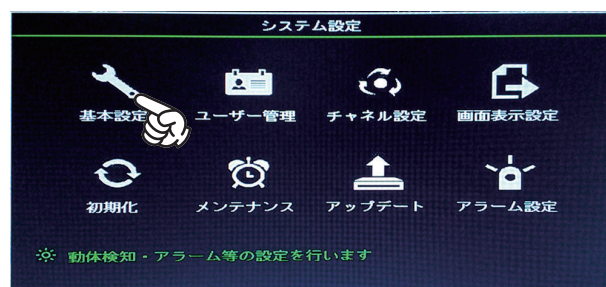 システム設定
基本設定 ユーザー管理 チャネル設定 画面表示設定
初期化 メンテナンス アップデート アラーム設定
動体検知・アラーム等の設定を行います